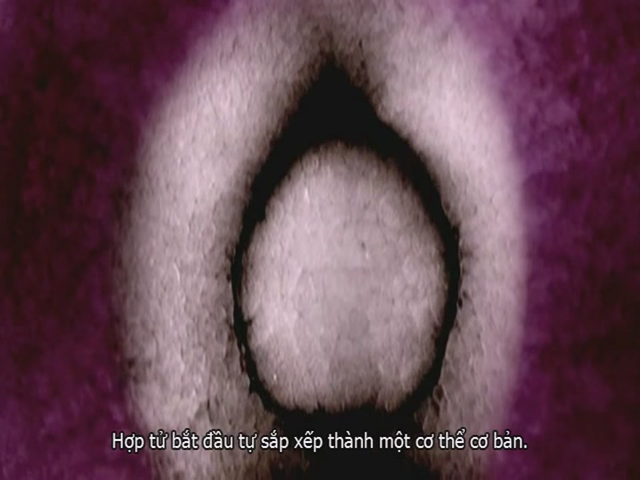 Hợp tử bắt đầu tự sắp xếp thành một cơ thể cơ bản.